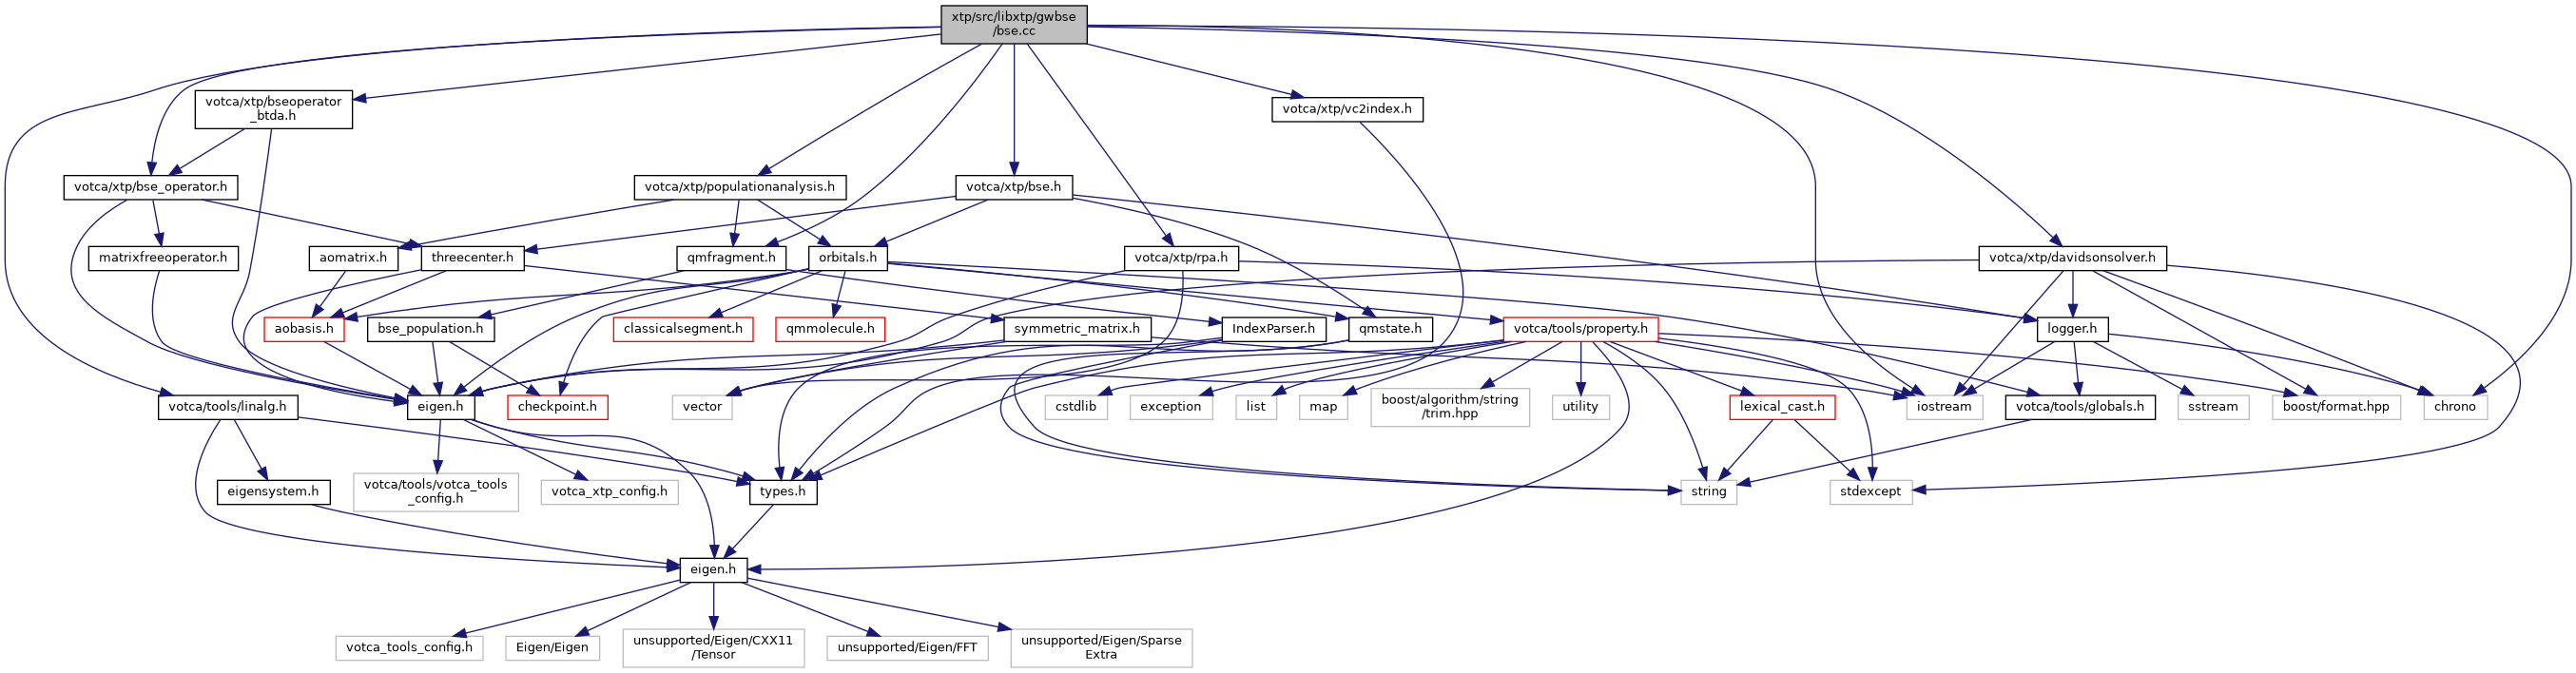 xtp/src/libxtp/gwbse
/bse.cc
votca/xtp/bseoperator
_btda.h
votca/xtp/vc2index.h
votca/xtp/bse_operator.h
votca/xtp/populationanalysis.h
votca/xtp/bse.h
matrixfreeoperator.h
aomatrix.h
threecenter.h
qmfragment.h
orbitals.h
votca/xtp/rpa.h
votca/xtp/davidsonsolver.h
aobasis.h
bse_population.h
classicalsegment.h
qmmolecule.h
symmetric_matrix.h
IndexParser.h
qmstate.h
votca/tools/property.h
logger.h
votca/tools/linalg.h
eigen.h
checkpoint.h
vector
cstdlib
exception
list
map
boost/algorithm/string
/trim.hpp
utility
lexical_cast.h
iostream
votca/tools/globals.h
sstream
boost/format.hpp
chrono
eigensystem.h
votca/tools/votca_tools
_config.h
votca_xtp_config.h
types.h
string
stdexcept
eigen.h
votca_tools_config.h
Eigen/Eigen
unsupported/Eigen/CXX11
/Tensor
unsupported/Eigen/FFT
unsupported/Eigen/Sparse
Extra